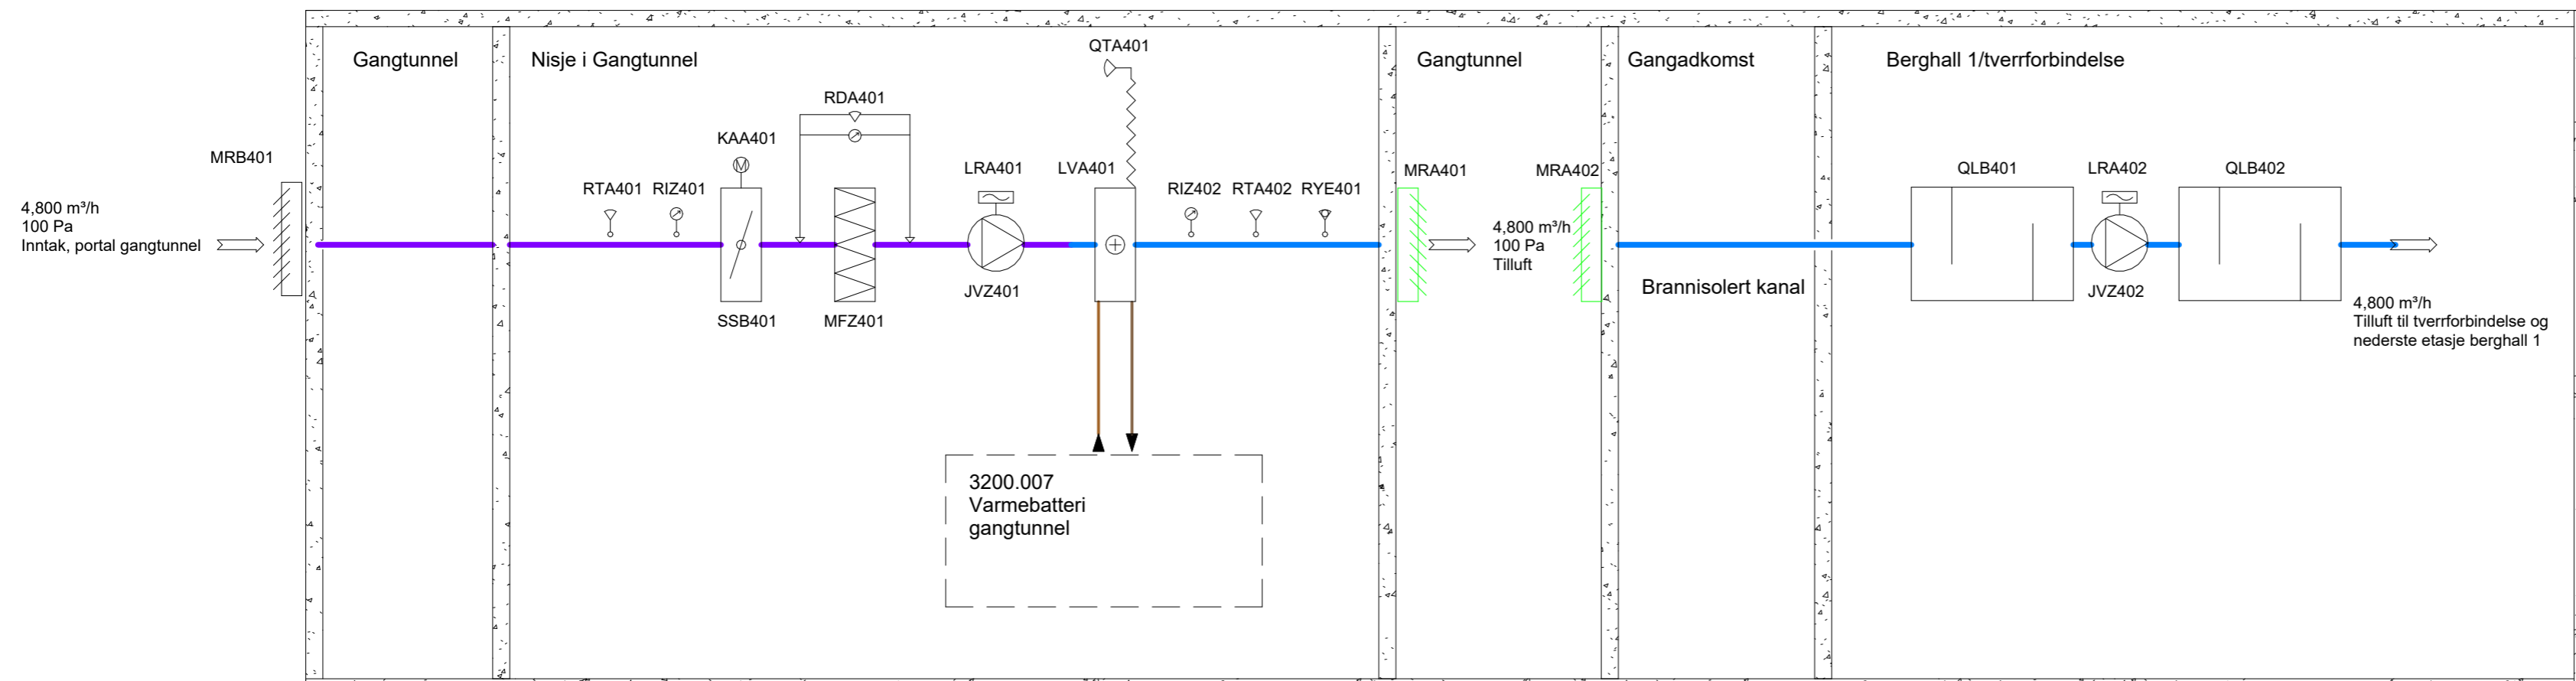 Gangtunnel
Nisje i Gangtunnel
QTA401
Gangtunnel
Gangadkomst
Berghall 1/tverrforbindelse
RDA401
KAA401
MRB401
LRA401
LVA401
MRA401
MRA402
QLB401
LRA402
QLB402
RTA401
RIZ401
RIZ402
RTA402
RYE401
M
4,800 m³/h
100 Pa
Inntak, portal gangtunnel
4,800 m³/h
100 Pa
Tilluft
Brannisolert kanal
JVZ401
JVZ402
SSB401
MFZ401
4,800 m³/h
Tilluft til tverrforbindelse og
nederste etasje berghall 1
3200.007
Varmebatteri
gangtunnel